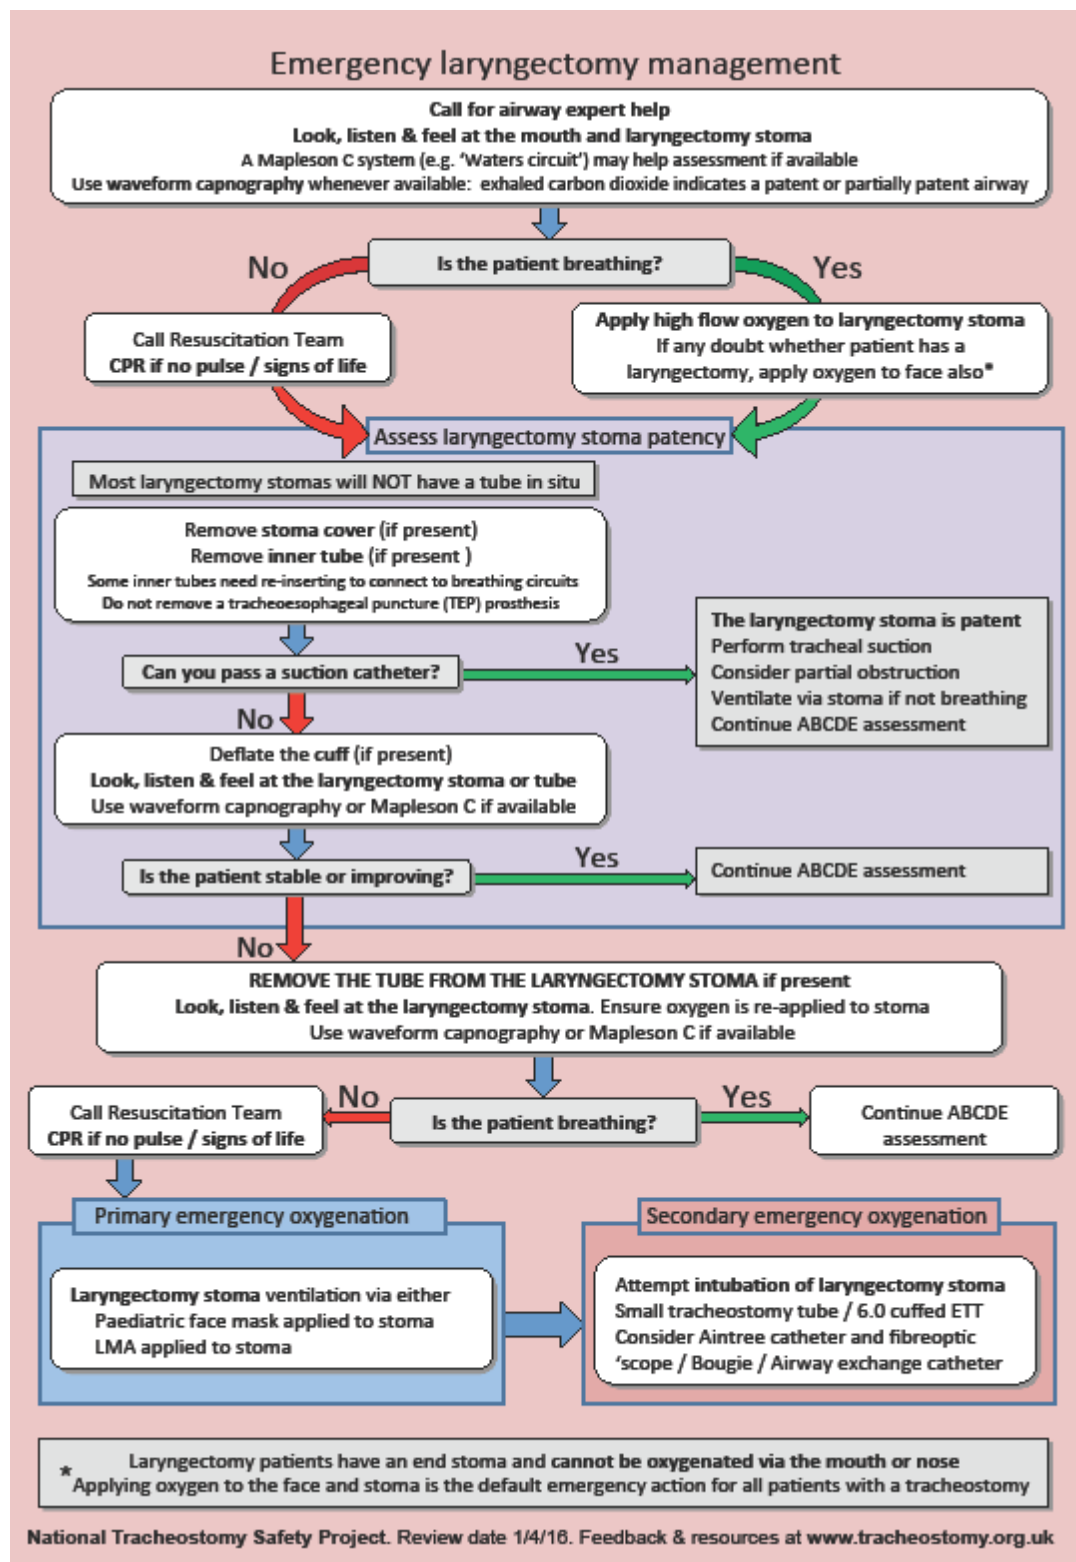 Emergency laryngectomy management
Call for airway expert help
Look, listen & feel at the mouth and laryngectomy stoma
A Mapleson C system (e.g. ‘Waters circuit’) may help assessment if available
Use waveform capnography whenever available: exhaled carbon dioxide indicates a patent or partially patent airway
Is the patient breathing?
No
Yes
Call Resuscitation Team
CPR if no pulse / signs of life
Apply high flow oxygen to laryngectomy stoma
If any doubt whether patient has a
laryngectomy, apply oxygen to face also*
Assess laryngectomy stoma patency
Most laryngectomy stomas will NOT have a tube in situ
Remove stoma cover (if present)
Remove inner tube (if present )
Some inner tubes need re-inserting to connect to breathing circuits
Do not remove a tracheoesophageal puncture (TEP) prosthesis
Can you pass a suction catheter?
Yes
The laryngectomy stoma is patent
Perform tracheal suction
Consider partial obstruction
Ventilate via stoma if not breathing
Continue ABCDE assessment
No
Deflate the cuff (if present)
Look, listen & feel at the laryngectomy stoma or tube
Use waveform capnography or Mapleson C if available
Is the patient stable or improving?
Yes
Continue ABCDE assessment
No
REMOVE THE TUBE FROM THE LARYNGECTOMY STOMA if present
Look, listen & feel at the laryngectomy stoma. Ensure oxygen is re-applied to stoma
Use waveform capnography or Mapleson C if available
Is the patient breathing?
No
Yes
Call Resuscitation Team
CPR if no pulse / signs of life
Continue ABCDE
assessment
Primary emergency oxygenation
Laryngectomy stoma ventilation via either
Paediatric face mask applied to stoma
LMA applied to stoma
Secondary emergency oxygenation
Attempt intubation of laryngectomy stoma
Small tracheostomy tube / 6.0 cuffed ETT
Consider Aintree catheter and fibreoptic
‘scope / Bougie / Airway exchange catheter
Laryngectomy patients have an end stoma and cannot be oxygenated via the mouth or nose
*Applying oxygen to the face and stoma is the default emergency action for all patients with a tracheostomy
National Tracheostomy Safety Project. Review date 1/4/16. Feedback & resources at www.tracheostomy.org.uk